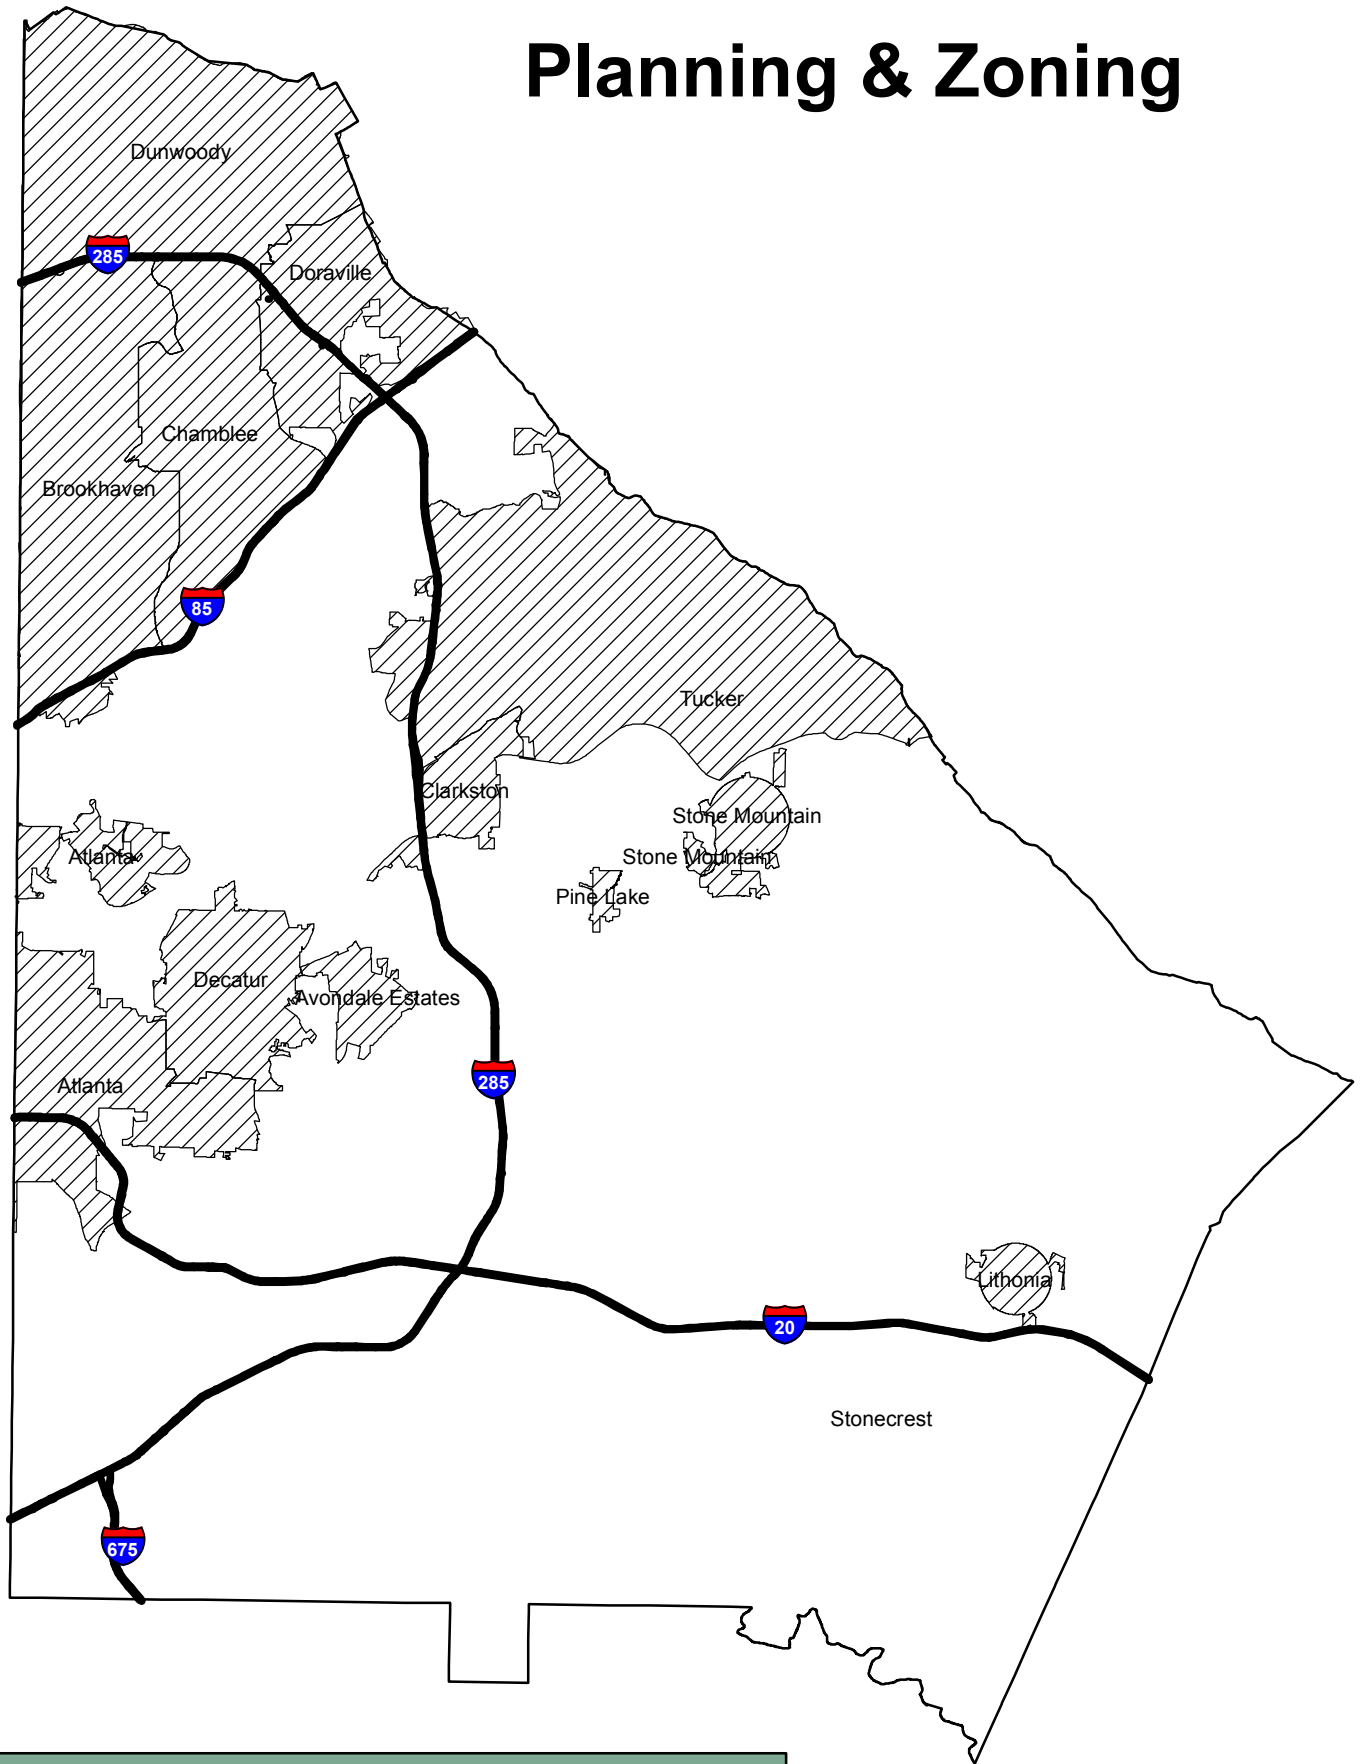 Planning & Zoning
Dunwoody
285
Doraville
Chamblee
Brookhaven
85
Tucker
Clarkston
Stone Mountain
Atlanta
Stone Mountain
Pine Lake
Decatur
Avondale Estates
285
Atlanta
Lithonia
20
Stonecrest
675